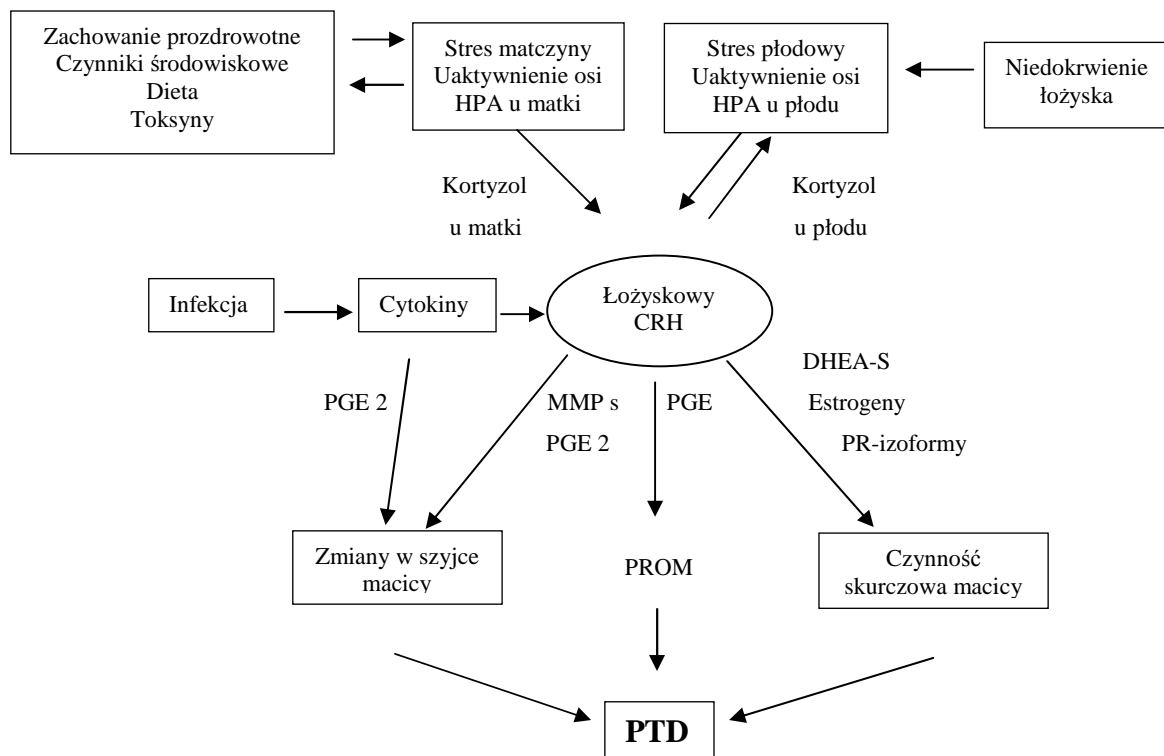 Zachowanie prozdrowotne
Czynniki środowiskowe
Dieta
Toksyny
Stres matczyny
Uaktywnienie osi
HPA u matki
Stres płodowy
Uaktywnienie osi
HPA u płodu
Niedokrwienie
łożyska
Kortyzol
u matki
Kortyzol
u płodu
Infekcja
Cytokiny
Łożyskowy
CRH
PGE 2
MMP s
PGE 2
PGE
DHEA-S
Estrogeny
PR-izoformy
Zmiany w szyjce
macicy
PROM
Czynność
skurczowa macicy
PTD